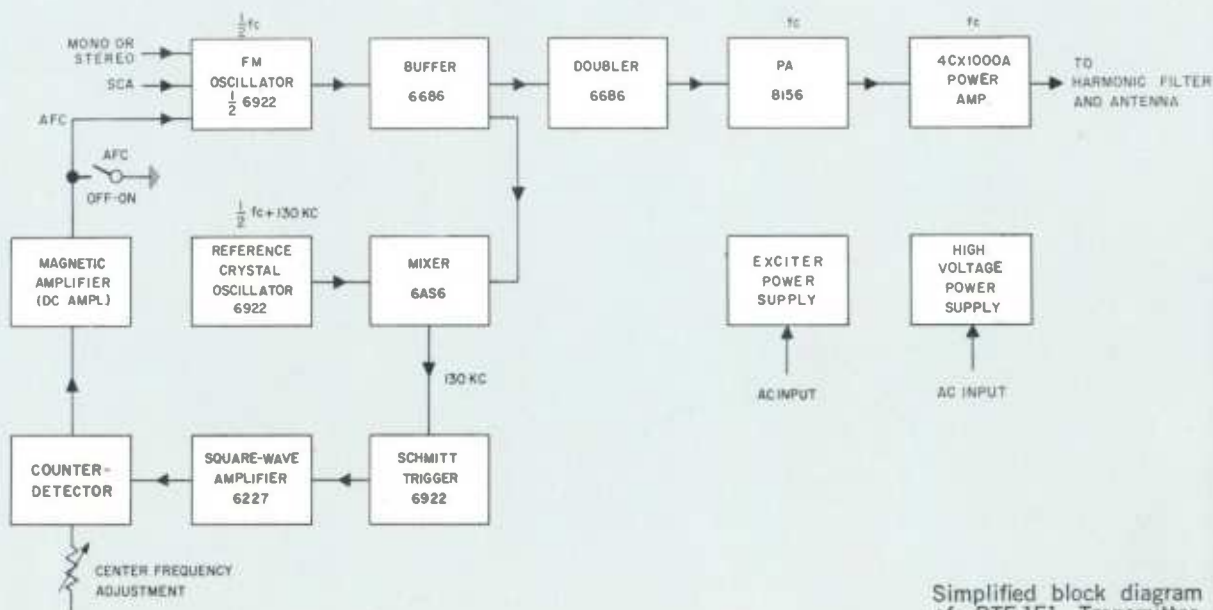 ½fc
MONO OR
STEREO
SCA
AFC
FM
OSCILLATOR
½ 6922
BUFFER
6686
DOUBLER
6686
fc
PA
8156
fc
4CX1000A
POWER
AMP.
TO
HARMONIC FILTER
AND ANTENNA
AFC
OFF-ON
MAGNETIC
AMPLIFIER
(DC AMPL)
½ fc+130 KC
REFERENCE
CRYSTAL
OSCILLATOR
6922
MIXER
6AS6
EXCITER
POWER
SUPPLY
HIGH
VOLTAGE
POWER
SUPPLY
130 KC
AC INPUT
AC INPUT
COUNTER-
DETECTOR
SQUARE-WAVE
AMPLIFIER
6227
SCHMITT
TRIGGER
6922
CENTER FREQUENCY
ADJUSTMENT
Simplified block diagram